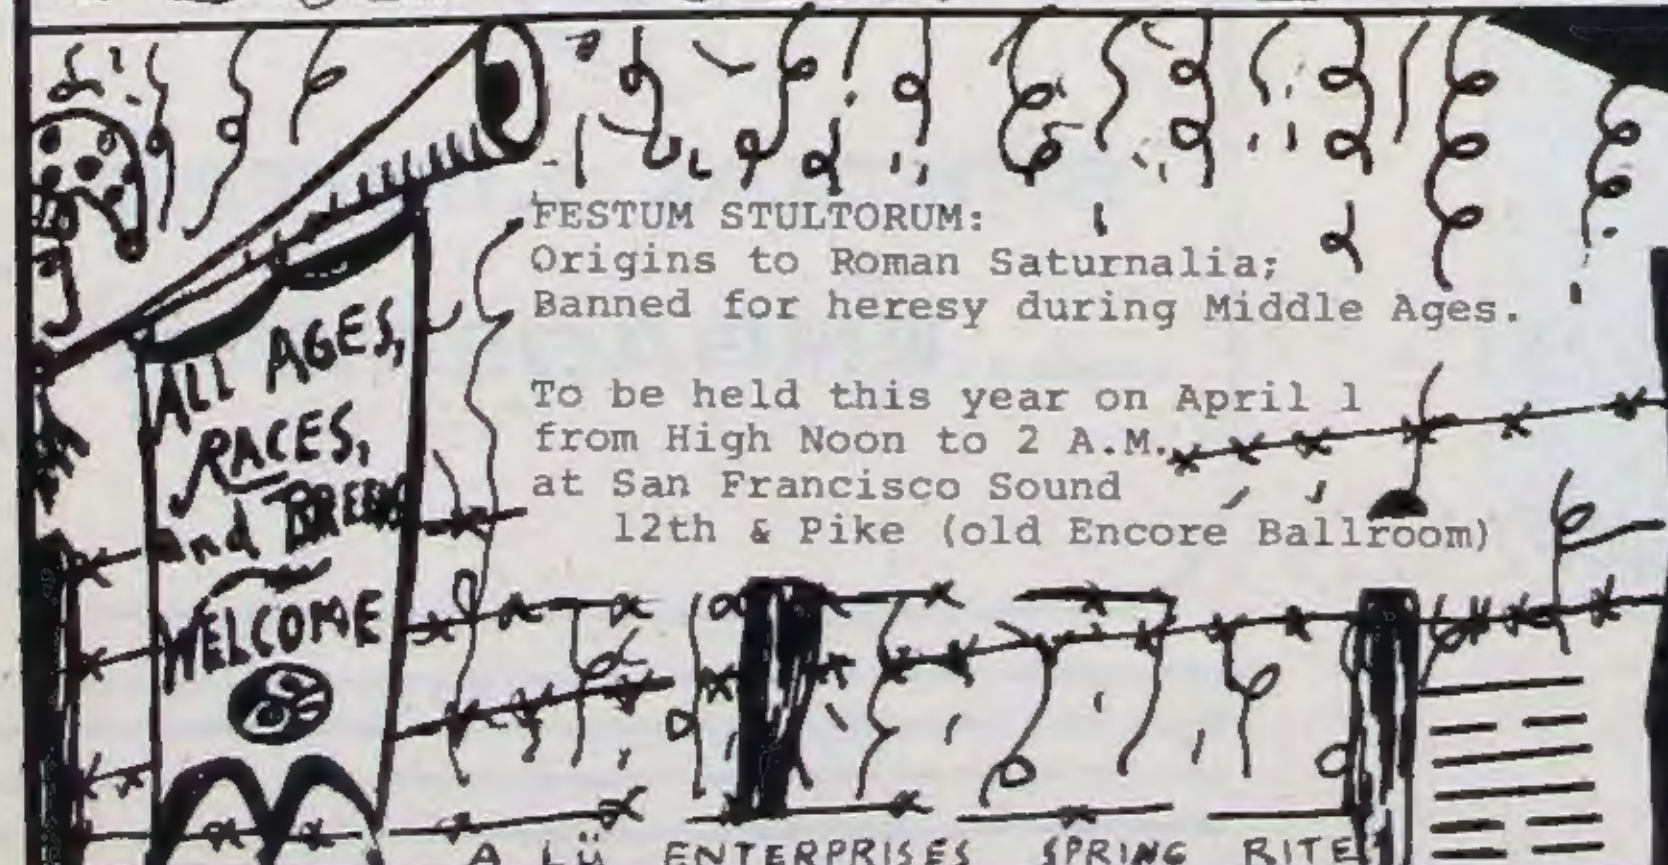 FESTUM STULTORUM:
Origins to Roman Saturnalia;
Banned for heresy during Middle Ages.
To be held this year on April 1
from High Noon to 2 A.M.
at San Francisco Sound
12th & Pike (old Encore Ballroom)
ALL AGES,
RACES,
and BREEDS
WELCOME
A LÜ ENTERPRISES SPRING RITE